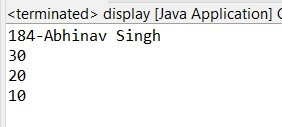 <terminated> display [Java Application]
184-Abhinav Singh
30
20
10